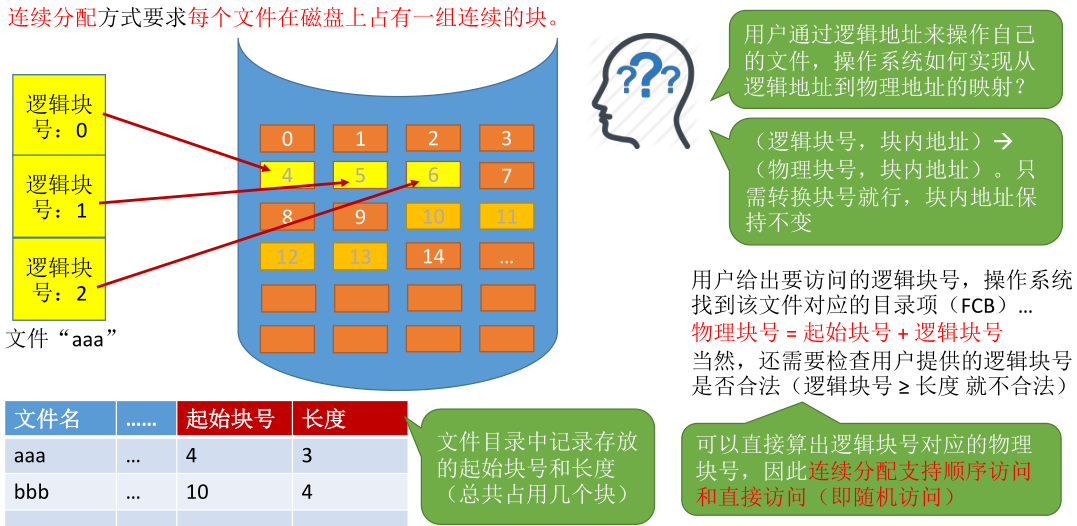 连续分配方式要求每个文件在磁盘上占有一组连续的块。
逻辑块
号：0
逻辑块
号：1
逻辑块
号：2
文件“aaa”
0 1 2 3
4 5 6 7
8 9 10 11
12 13 14 ...
???
用户通过逻辑地址来操作自己
的文件，操作系统如何实现从
逻辑地址到物理地址的映射？
（逻辑块号，块内地址）→
（物理块号，块内地址）。只
需转换块号就行，块内地址保
持不变
用户给出要访问的逻辑块号，操作系统
找到该文件对应的目录项（FCB）...
物理块号 = 起始块号 + 逻辑块号
当然，还需要检查用户提供的逻辑块号
是否合法（逻辑块号 ≥ 长度 就不合法）
文件名 …… 起始块号 长度
aaa ... 4 3
bbb ... 10 4
文件目录中记录存放
的起始块号和长度
（总共占用几个块）
可以直接算出逻辑块号对应的物理
块号，因此连续分配支持顺序访问
和直接访问（即随机访问）